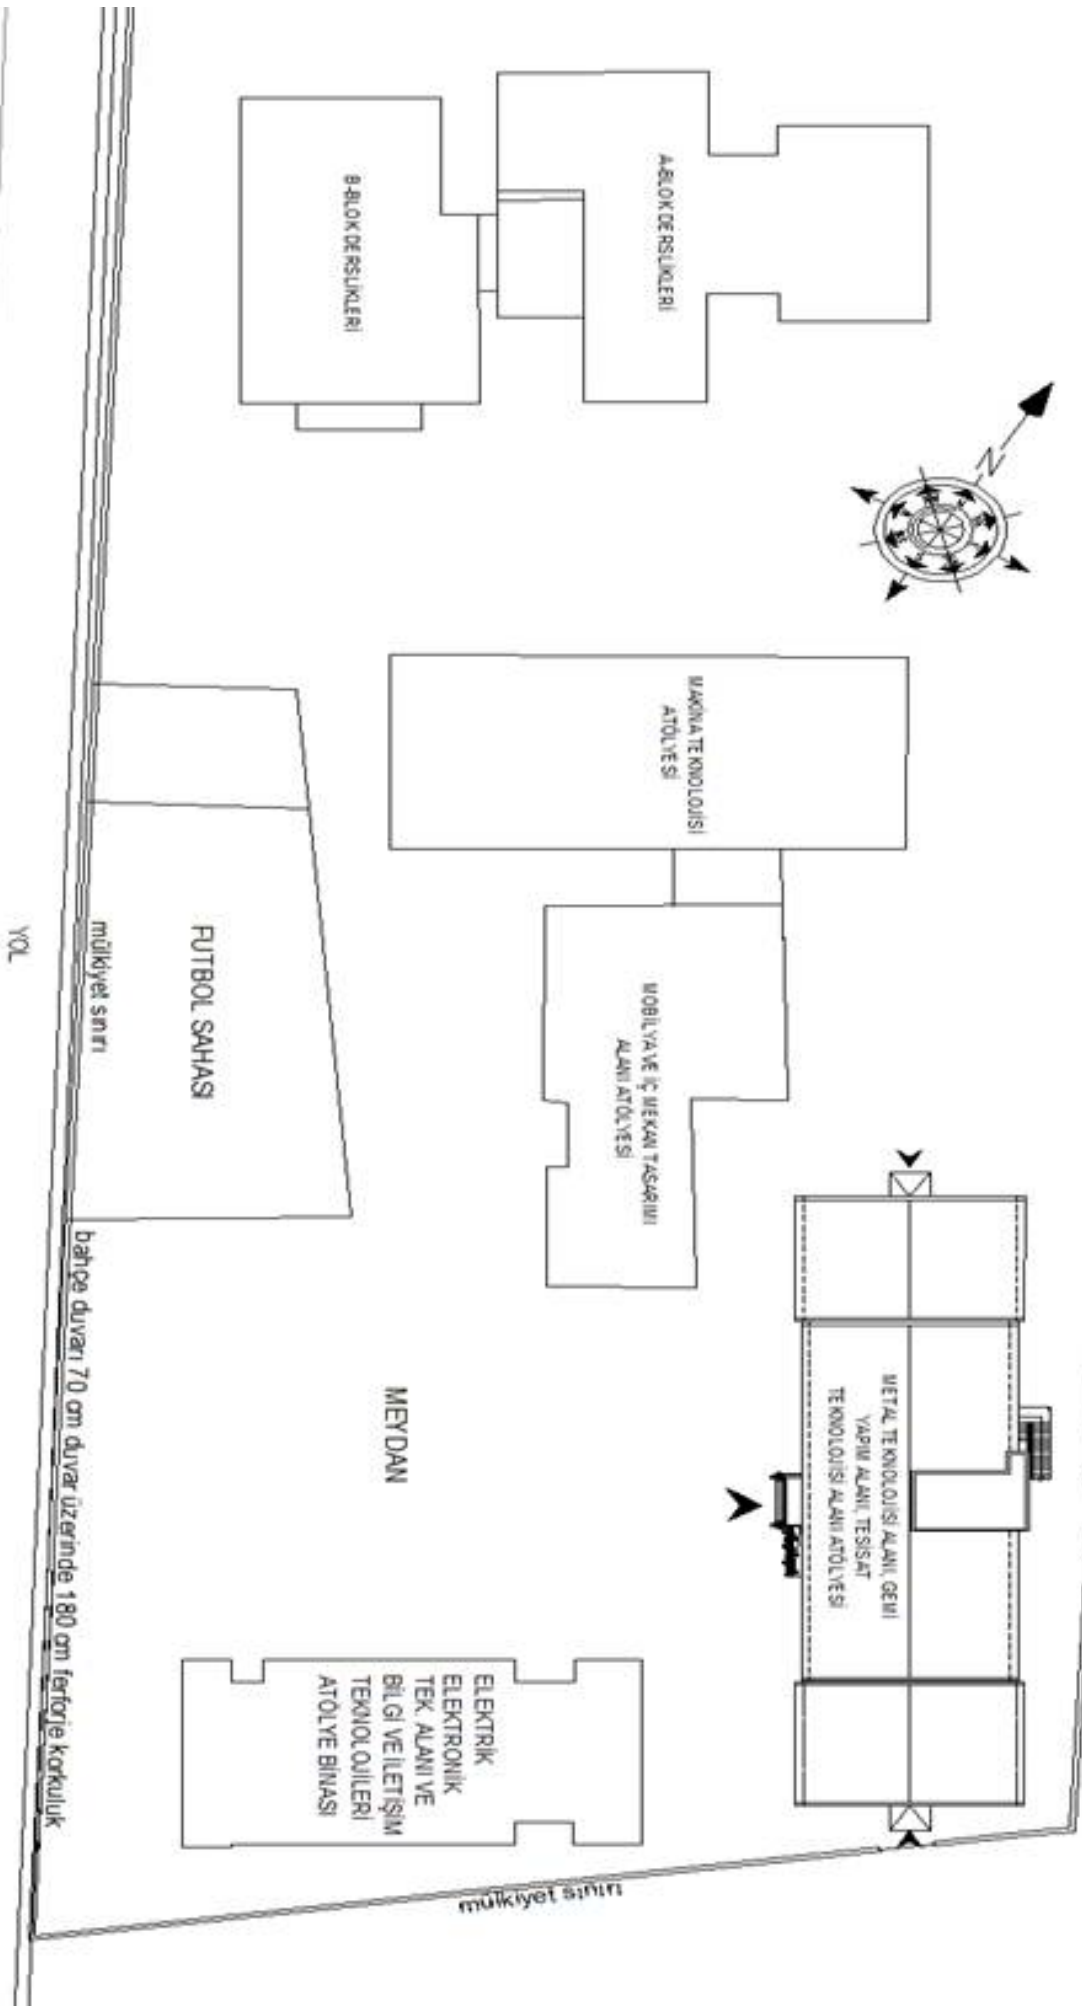 A-BLOK DERSLİKLERİ
B-BLOK DERSLİKLERİ
N
MAKİNA TEKNOLOJİSİ
ATÖLYESİ
MOBİLYA VE İÇ MEKAN TASARIMI
ALANI ATÖLYESİ
FUTBOL SAHASI
mülkiyet sınırı
YOL
METAL TEKNOLOJİSİ ALANI, GEMİ
YAPIM ALANI, TESİSAT
TEKNOLOJİSİ ALANI ATÖLYESİ
MEYDAN
bahçe duvarı 70 cm duvar üzerinde 180 cm ferforje korkuluk
ELEKTRİK
ELEKTRONİK
TEK. ALANI VE
BİLGİ VE İLETİŞİM
TEKNOLOJİLERİ
ATÖLYE BİNASI
mülkiyet sınırı